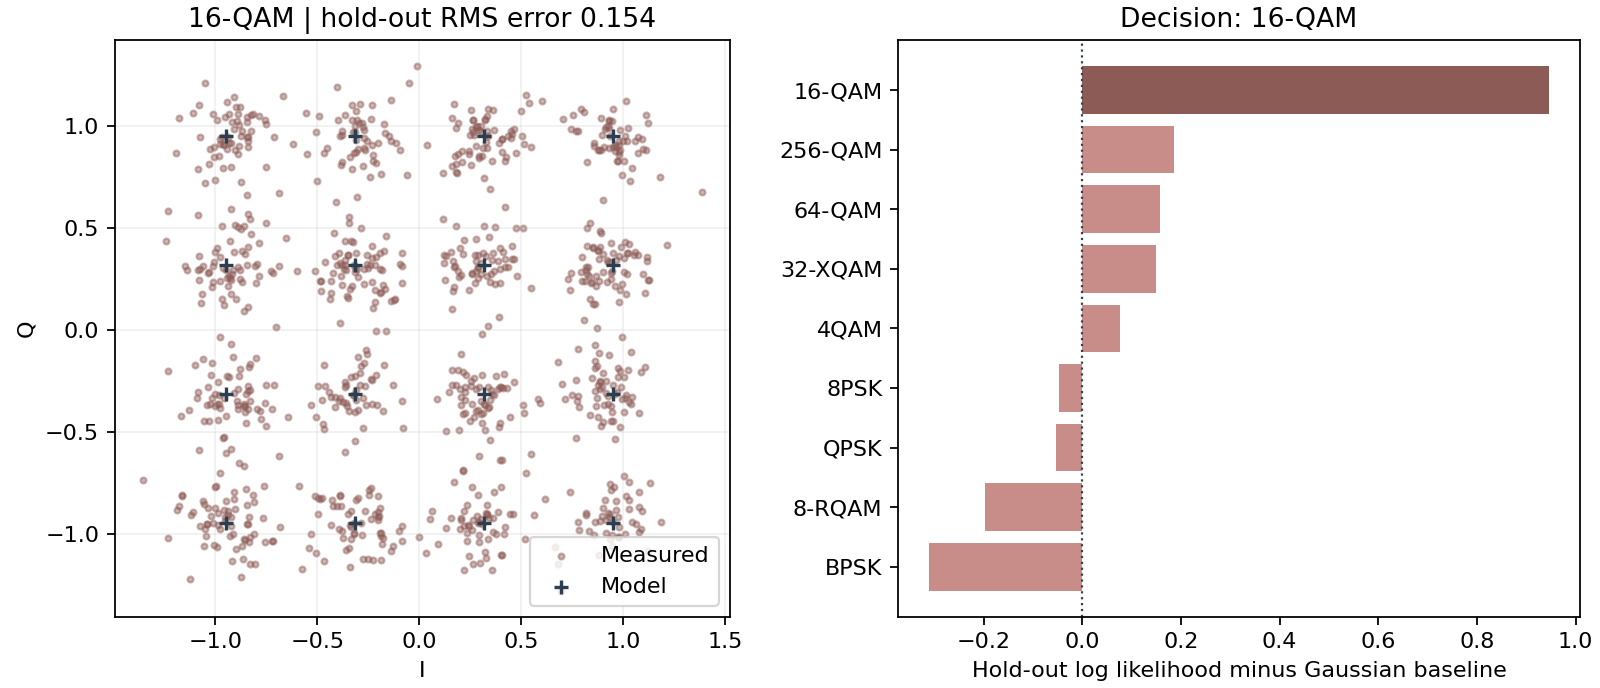 16-QAM | hold-out RMS error 0.154
1.0
0.5
0.0
−0.5
−1.0
Q
−1.0 −0.5 0.0 0.5 1.0 1.5
I
Measured
Model
Decision: 16-QAM
16-QAM
256-QAM
64-QAM
32-XQAM
4QAM
8PSK
QPSK
8-RQAM
BPSK
−0.2 0.0 0.2 0.4 0.6 0.8 1.0
Hold-out log likelihood minus Gaussian baseline